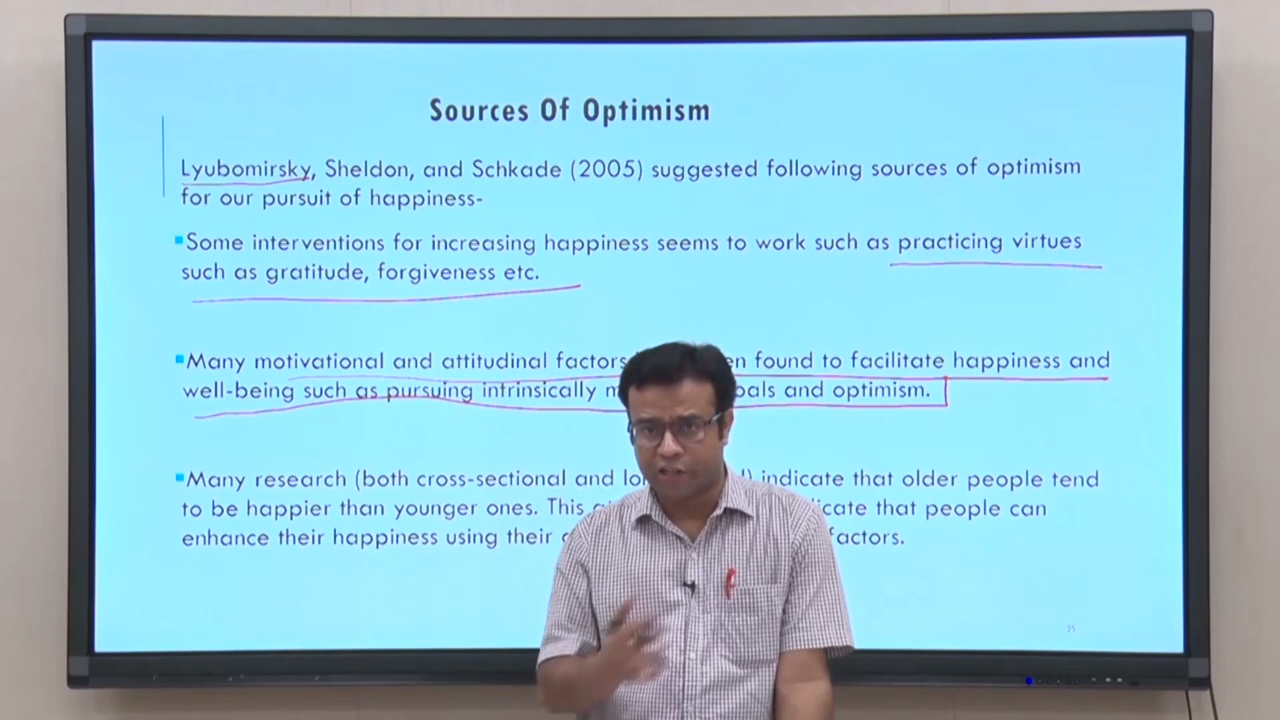 Sources Of Optimism
Lyubomirsky, Sheldon, and Schkade (2005) suggested following sources of optimism
for our pursuit of happiness-
Some interventions for increasing happiness seems to work such as practicing virtues
such as gratitude, forgiveness etc.
Many motivational and attitudinal factors found to facilitate happiness and
well-being such as pursuing intrinsically and optimism.
Many research (both cross-sectional and indicate that older people tend
to be happier than younger ones. This that people can
enhance their happiness using their factors.